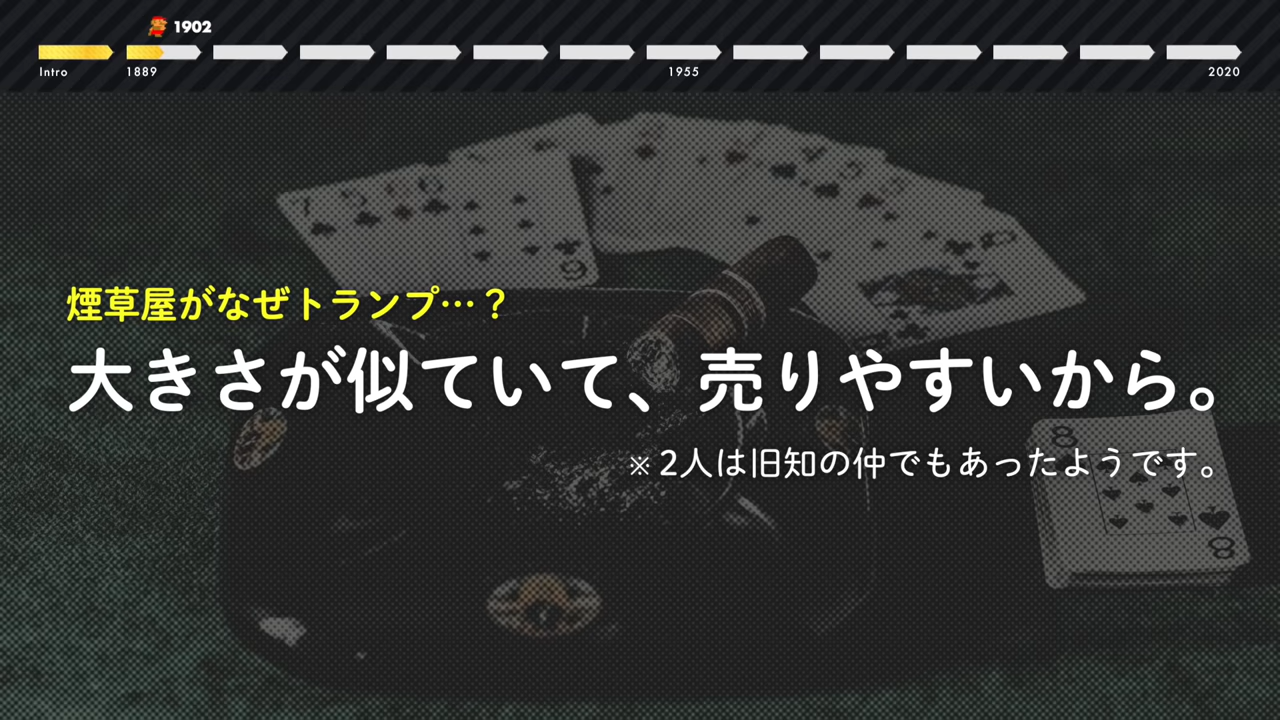 1902
Intro
1889
1955
2020
煙草屋がなぜトランプ…？
大きさが似ていて、売りやすいから。
※2人は旧知の仲でもあったようです。
8
8